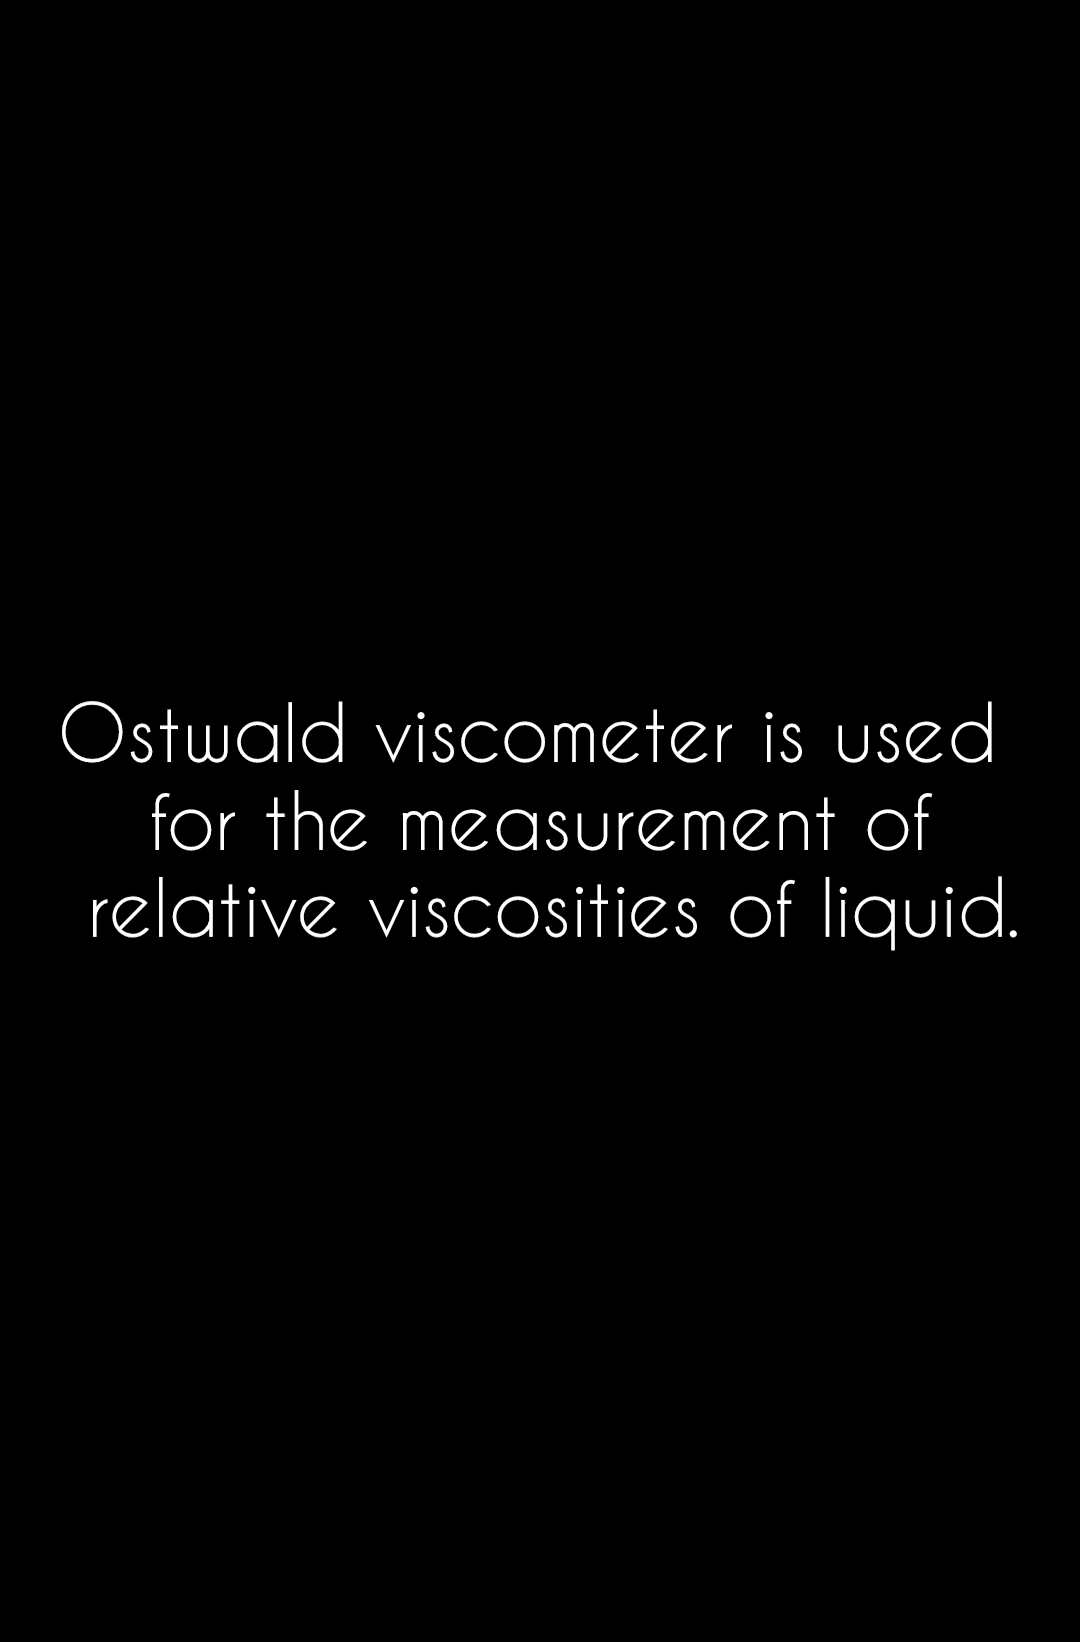 Ostwald viscometer is used
for the measurement of
relative viscosities of liquid.